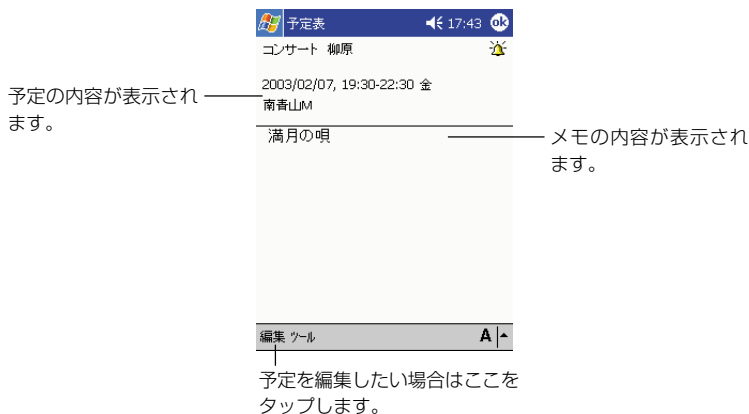 予定表 17:43 ok
コンサート 柳原
2003/02/07, 19:30-22:30 金
南青山M
満月の唄
予定の内容が表示され
ます。
メモの内容が表示され
ます。
編集 ツール A
予定を編集したい場合はここを
タップします。